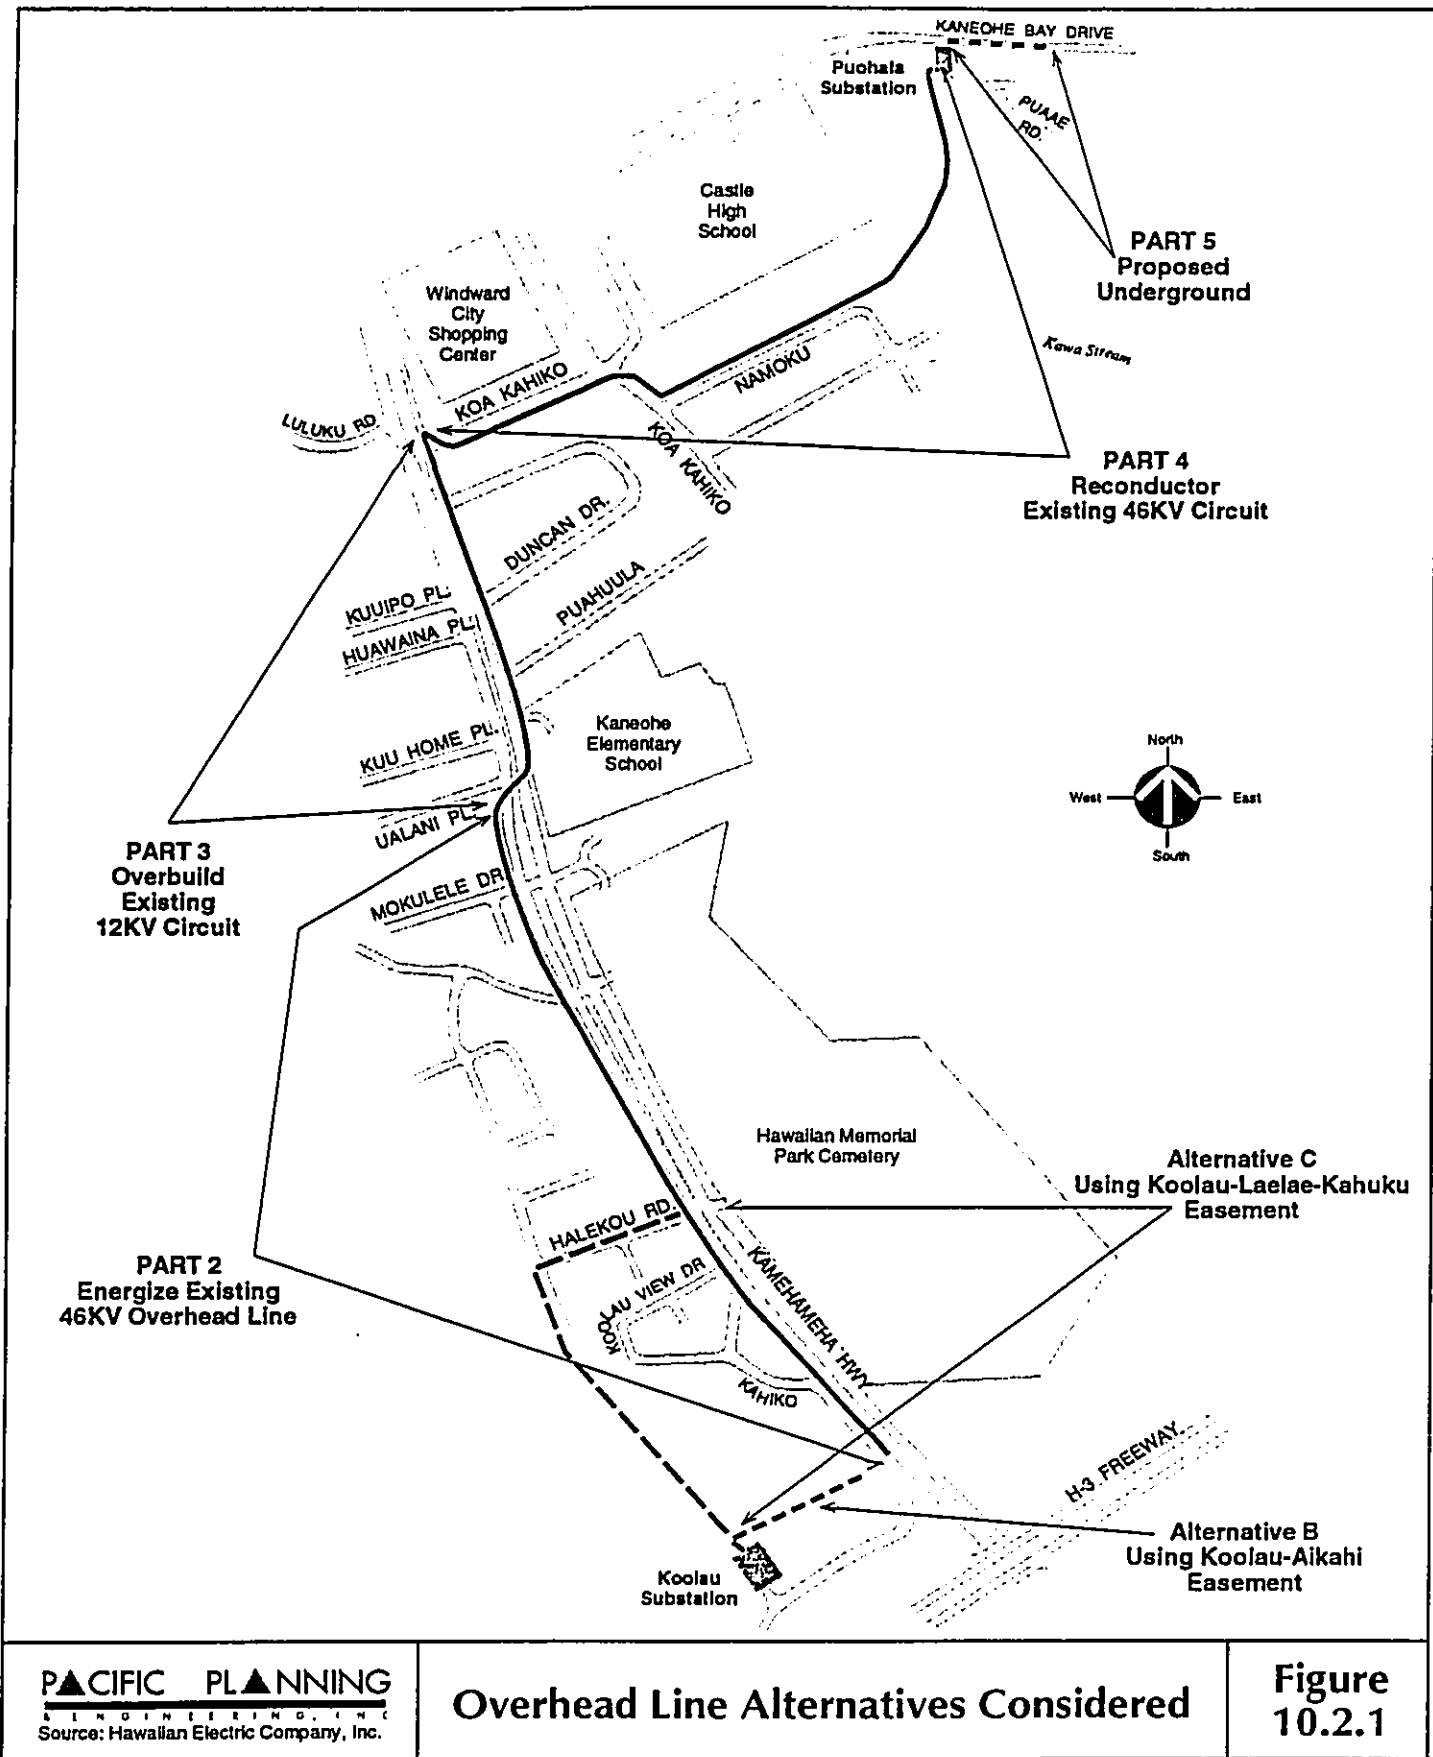 KANEOHE BAY DRIVE
Puohala
Substation
PUAAE
RD.
Castle
High
School
PART 5
Proposed
Underground
Windward
City
Shopping
Center
Kawa Stream
KOA KAHIKO
NAMOKU
LULUKU RD
KOA KAHIKO
PART 4
Reconductor
Existing 46KV Circuit
DUNCAN DR.
PUAHUULA
KUUIPO PL.
HUAWAINA PL.
Kaneohe
Elementary
School
KUU HOME PL.
North
West
East
South
UALANI PL.
PART 3
Overbuild
Existing
12KV Circuit
MOKULELE DR
Hawaiian Memorial
Park Cemetery
Alternative C
Using Koolau-Laelae-Kahuku
Easement
HALEKOU RD.
PART 2
Energize Existing
46KV Overhead Line
KOOLAU VIEW DR
KAMEHAMEHA HWY
KAHIKO
H-3 FREEWAY
Alternative B
Using Koolau-Aikahi
Easement
Koolau
Substation
PACIFIC PLANNING
& ENGINEERING, INC
Source: Hawaiian Electric Company, Inc.
Overhead Line Alternatives Considered
Figure
10.2.1